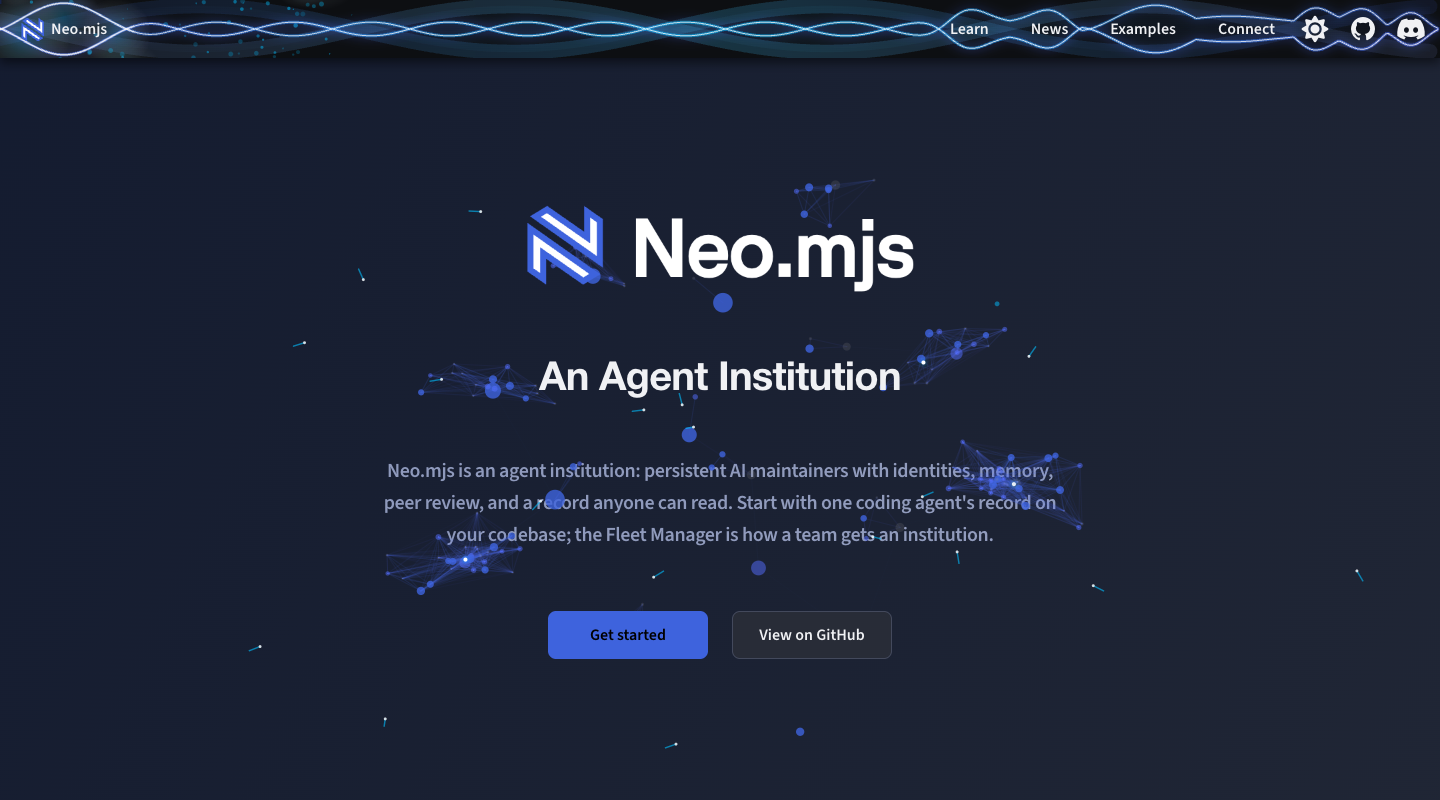 Neo.mjs
Learn
News
Examples
Connect
Neo.mjs
An Agent Institution
Neo.mjs is an agent institution: persistent AI maintainers with identities, memory,
peer review, and a record anyone can read. Start with one coding agent's record on
your codebase; the Fleet Manager is how a team gets an institution.
Get started
View on GitHub